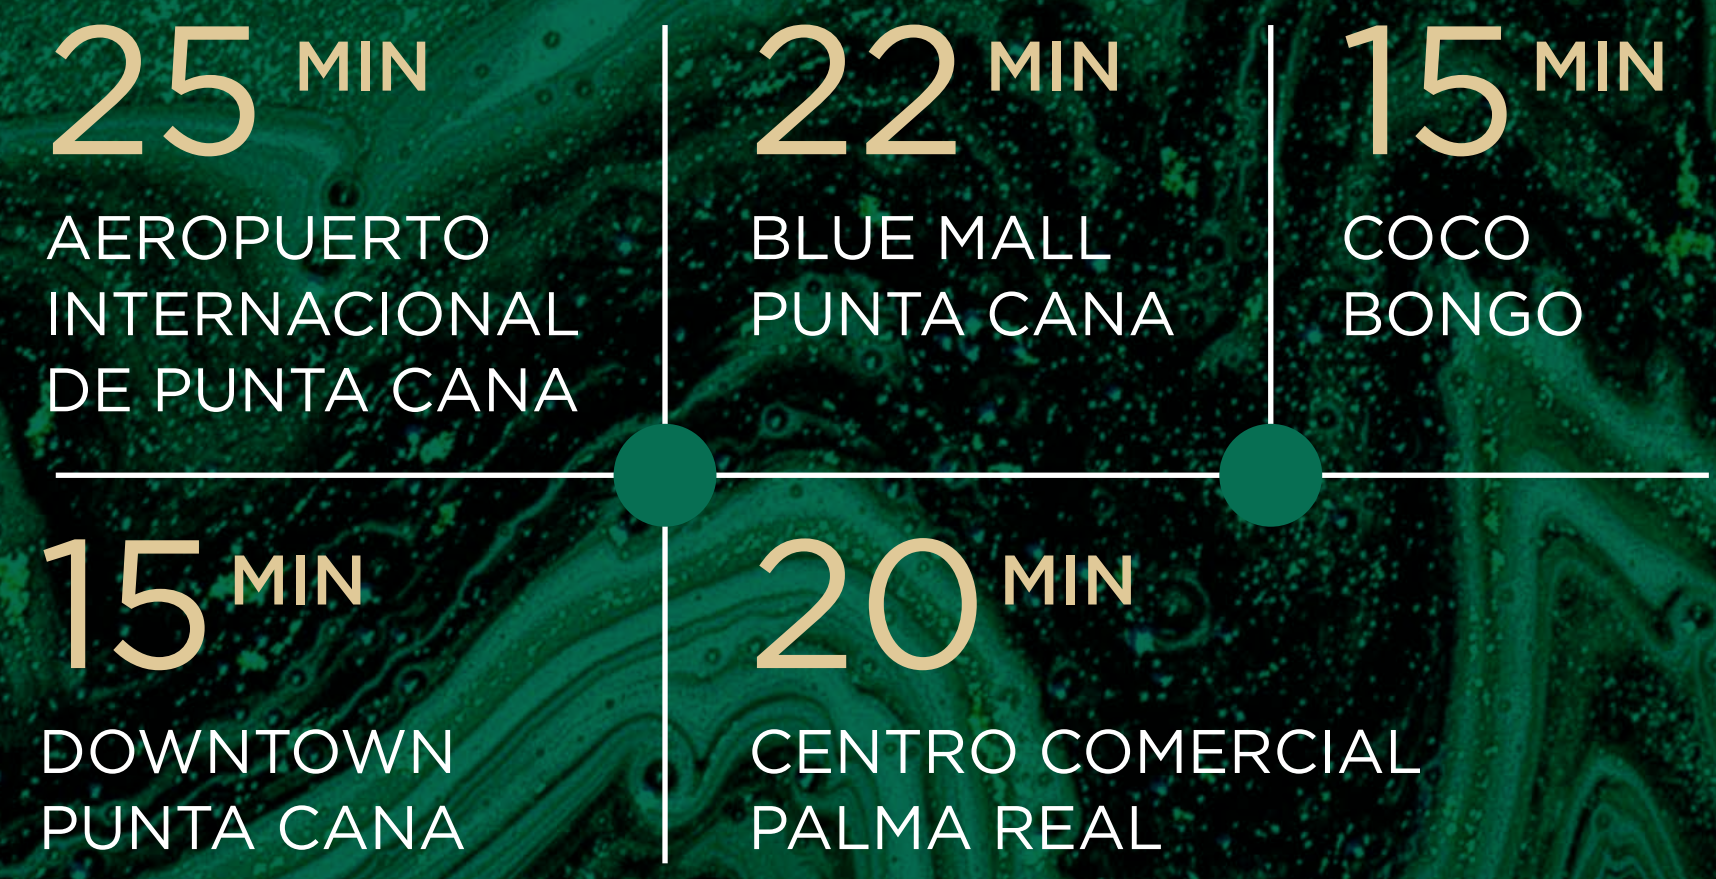 25 MIN
AEROPUERTO
INTERNACIONAL
DE PUNTA CANA
22 MIN
BLUE MALL
PUNTA CANA
15 MIN
COCO
BONGO
15 MIN
DOWNTOWN
PUNTA CANA
20 MIN
CENTRO COMERCIAL
PALMA REAL